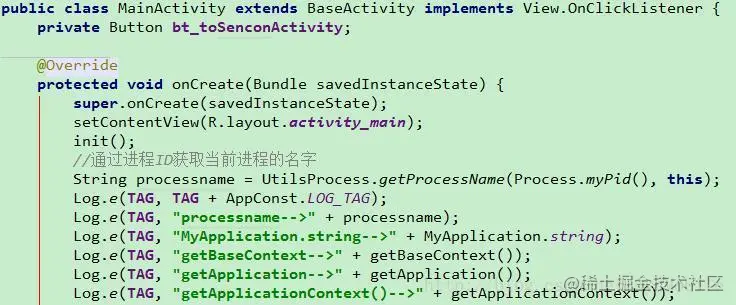 public class MainActivity extends BaseActivity implements View.OnClickListener {
private Button bt_toSenconActivity;
@Override
protected void onCreate(Bundle savedInstanceState) {
super.onCreate(savedInstanceState);
setContentView(R.layout.activity_main);
init();
//通过进程ID获取当前进程的名字
String processname = UtilsProcess.getProcessName(Process.myPid(), this);
Log.e(TAG, TAG + AppConst.LOG_TAG);
Log.e(TAG, "processname-->" + processname);
Log.e(TAG, "MyApplication.string-->" + MyApplication.string);
Log.e(TAG, "getBaseContext-->" + getBaseContext());
Log.e(TAG, "getApplication-->" + getApplication());
Log.e(TAG, "getApplicationContext()-->" + getApplicationContext());
@稀土掘金技术社区